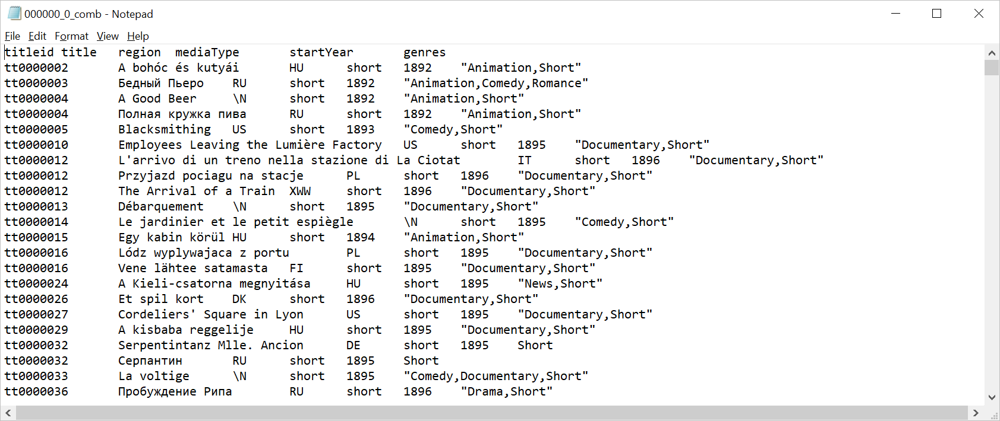 000000_0_comb - Notepad
File Edit Format View Help
titleid title region mediaType startYear genres
tt0000002 A bohóc és kutyái HU short 1892 "Animation,Short"
tt0000003 Бедный Пьеро RU short 1892 "Animation,Comedy,Romance"
tt0000004 A Good Beer \N short 1892 "Animation,Short"
tt0000004 Полная кружка пива RU short 1892 "Animation,Short"
tt0000005 Blacksmithing US short 1893 "Comedy,Short"
tt0000010 Employees Leaving the Lumière Factory US short 1895 "Documentary,Short"
tt0000012 L'arrivo di un treno nella stazione di La Ciotat IT short 1896 "Documentary,Short"
tt0000012 Przyjazd pociagu na stacje PL short 1896 "Documentary,Short"
tt0000012 The Arrival of a Train XWW short 1896 "Documentary,Short"
tt0000013 Débarquement \N short 1895 "Documentary,Short"
tt0000014 Le jardinier et le petit espiègle \N short 1895 "Comedy,Short"
tt0000015 Egy kabin körül HU short 1894 "Animation,Short"
tt0000016 Lódz wyplywajaca z portu PL short 1895 "Documentary,Short"
tt0000016 Vene lähtee satamasta FI short 1895 "Documentary,Short"
tt0000024 A Kieli-csatorna megnyitása HU short 1895 "News,Short"
tt0000026 Et spil kort DK short 1896 "Documentary,Short"
tt0000027 Cordeliers' Square in Lyon US short 1895 "Documentary,Short"
tt0000029 A kisbaba reggelije HU short 1895 "Documentary,Short"
tt0000032 Serpentintanz Mlle. Ancion DE short 1895 Short
tt0000032 Серпантин RU short 1895 Short
tt0000033 La voltige \N short 1895 "Comedy,Documentary,Short"
tt0000036 Пробуждение Рипа RU short 1896 "Drama,Short"